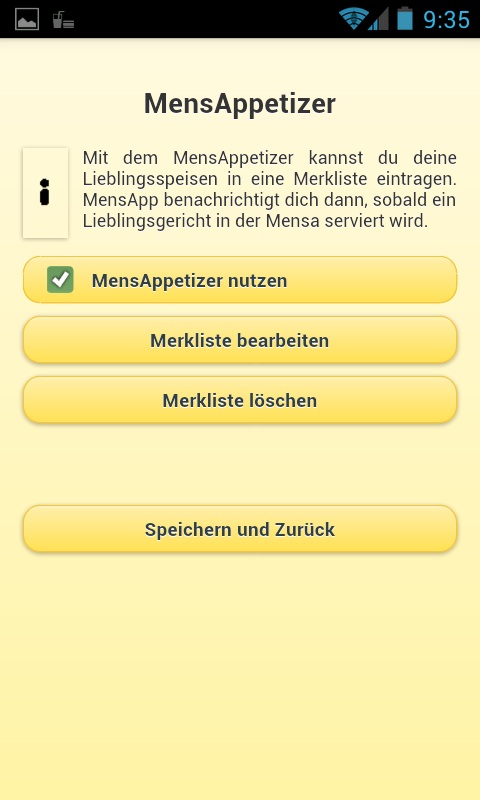 9:35
MensAppetizer
Mit dem MensAppetizer kannst du deine
Lieblingsspeisen in eine Merkliste eintragen.
MensApp benachrichtigt dich dann, sobald ein
Lieblingsgericht in der Mensa serviert wird.
MensAppetizer nutzen
Merkliste bearbeiten
Merkliste löschen
Speichern und Zurück